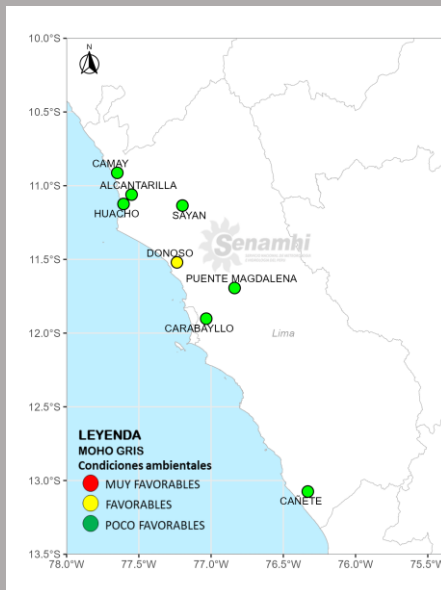 10.0°S
N
10.5°S
CAMAY
11.0°S
ALCANTARILLA
HUACHO
SAYAN
DONOSO
Senamhi
11.5°S
PUENTE MAGDALENA
CARABAYLLO
12.0°S
Lima
12.5°S
LEYENDA
MOHO GRIS
Condiciones ambientales
MUY FAVORABLES
FAVORABLES
POCO FAVORABLES
13.0°S
CAÑETE
13.5°S
78.0°W 77.5°W 77.0°W 76.5°W 76.0°W 75.5°W